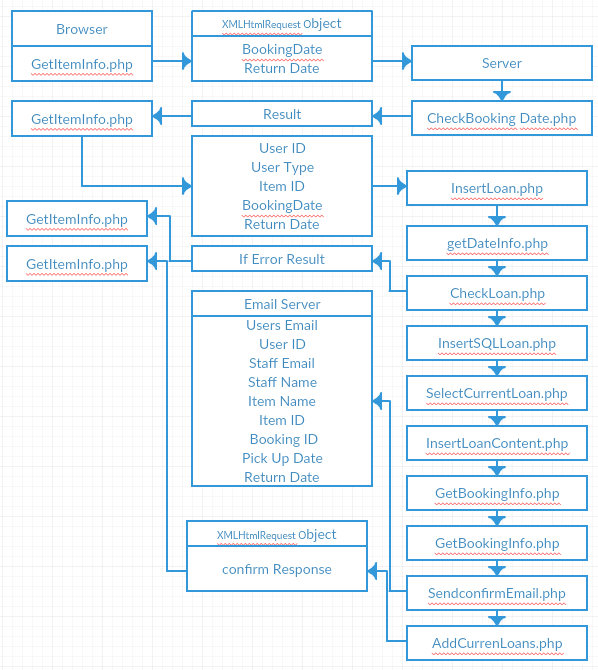 Browser
GetItemInfo.php
XMLHtmlRequest Object
BookingDate
Return Date
Server
GetItemInfo.php
Result
CheckBooking Date.php
User ID
User Type
Item ID
BookingDate
Return Date
InsertLoan.php
GetItemInfo.php
getDateInfo.php
GetItemInfo.php
If Error Result
CheckLoan.php
Email Server
Users Email
User ID
Staff Email
Staff Name
Item Name
Item ID
Booking ID
Pick Up Date
Return Date
InsertSQLLoan.php
SelectCurrentLoan.php
InsertLoanContent.php
GetBookingInfo.php
GetBookingInfo.php
XMLHtmlRequest Object
confirm Response
SendconfirmEmail.php
AddCurrenLoans.php